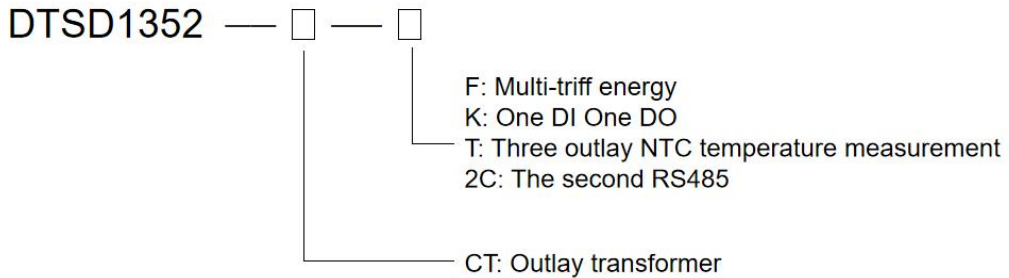 DTSD1352 — □ — □
F: Multi-triff energy
K: One DI One DO
T: Three outlay NTC temperature measurement
2C: The second RS485
CT: Outlay transformer